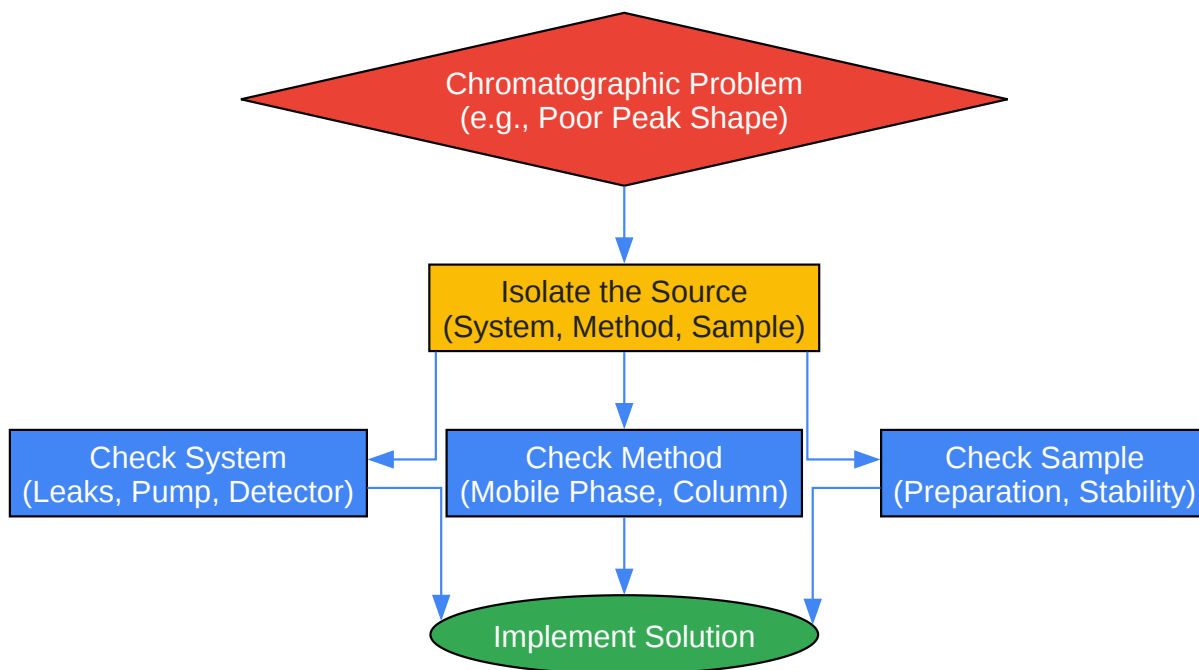 Chromatographic Problem
(e.g., Poor Peak Shape)
Isolate the Source
(System, Method, Sample)
Check System
(Leaks, Pump, Detector)
Check Method
(Mobile Phase, Column)
Check Sample
(Preparation, Stability)
Implement Solution